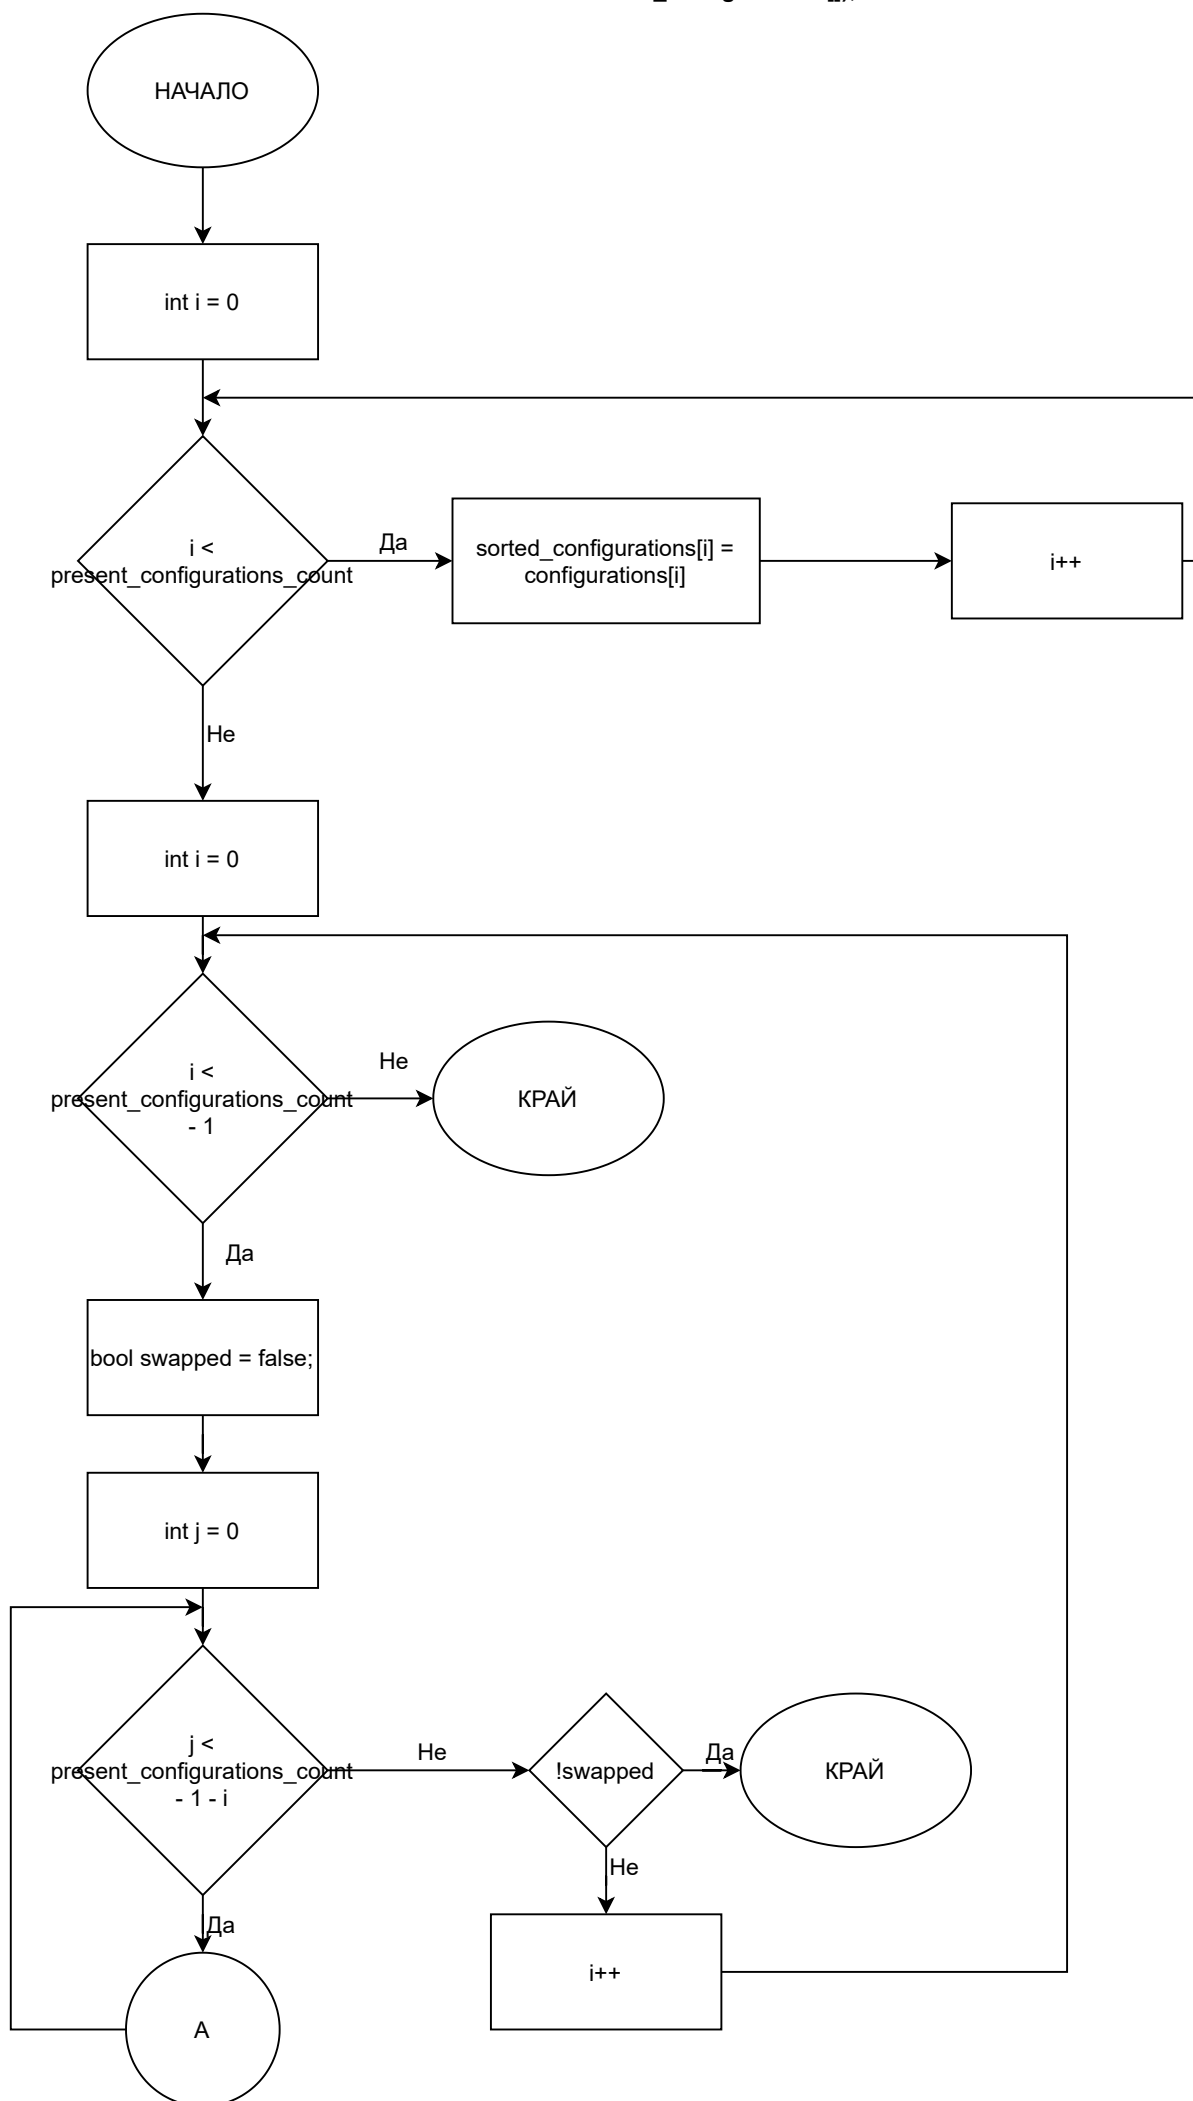 НАЧАЛО
int i = 0
i <
present_configurations_count
Да
sorted_configurations[i] =
configurations[i]
i++
Не
int i = 0
i <
present_configurations_count
- 1
Не
КРАЙ
Да
bool swapped = false;
int j = 0
j <
present_configurations_count
- 1 - i
Не
!swapped
Да
КРАЙ
Не
i++
Да
A